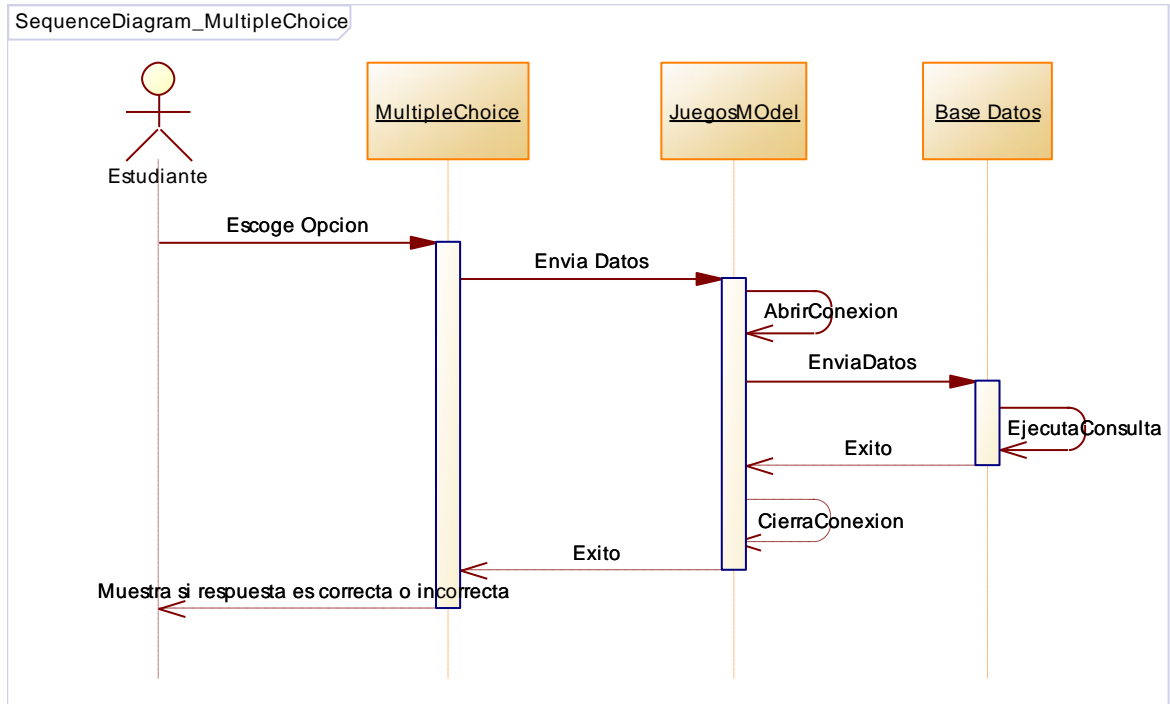 SequenceDiagram_MultipleChoice
Estudiante
MultipleChoice
JuegosMOdel
Base Datos
Escoge Opcion
Envia Datos
AbrirConexion
EnviaDatos
EjecutaConsulta
Exito
CierraConexion
Exito
Muestra si respuesta es correcta o incorrecta